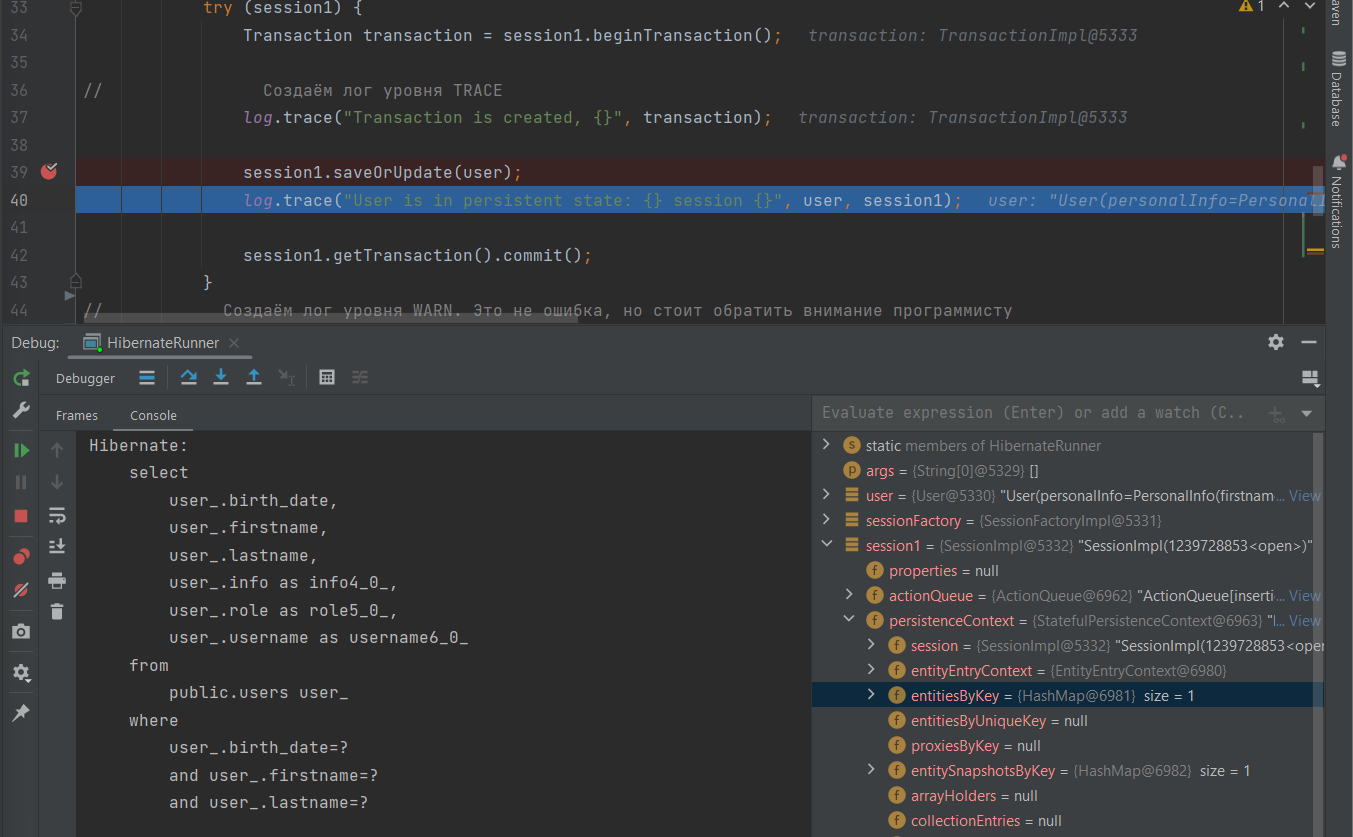 33 try (session1) {
1
34 Transaction transaction = session1.beginTransaction(); transaction: TransactionImpl@5333
35
36 // Создаём лог уровня TRACE
37 log.trace("Transaction is created, {}", transaction); transaction: TransactionImpl@5333
38
39 session1.saveOrUpdate(user);
40 log.trace("User is in persistent state: {} session {}", user, session1); user: "User(personalInfo=PersonalI
41
42 session1.getTransaction().commit();
43 }
44 // Создаём лог уровня WARN. Это не ошибка, но стоит обратить внимание программисту
aven
Database
Notifications
Debug: HibernateRunner
Debugger
Frames Console
Evaluate expression (Enter) or add a watch (C..
Hibernate:
select
user_.birth_date,
user_.firstname,
user_.lastname,
user_.info as info4_0_,
user_.role as role5_0_,
user_.username as username6_0_
from
public.users user_
where
user_.birth_date=?
and user_.firstname=?
and user_.lastname=?
s static members of HibernateRunner
p args = {String[0]@5329} []
user = {User@5330} "User(personalInfo=PersonalInfo(firstnam... View
sessionFactory = {SessionFactoryImpl@5331}
session1 = {SessionImpl@5332} "SessionImpl(1239728853<open>)"
f properties = null
f actionQueue = {ActionQueue@6962} "ActionQueue[inserti... View
f persistenceContext = {StatefulPersistenceContext@6963} "... View
f session = {SessionImpl@5332} "SessionImpl(1239728853<oper
f entityEntryContext = {EntityEntryContext@6980}
f entitiesByKey = {HashMap@6981} size = 1
f entitiesByUniqueKey = null
f proxiesByKey = null
f entitySnapshotsByKey = {HashMap@6982} size = 1
f arrayHolders = null
f collectionEntries = null